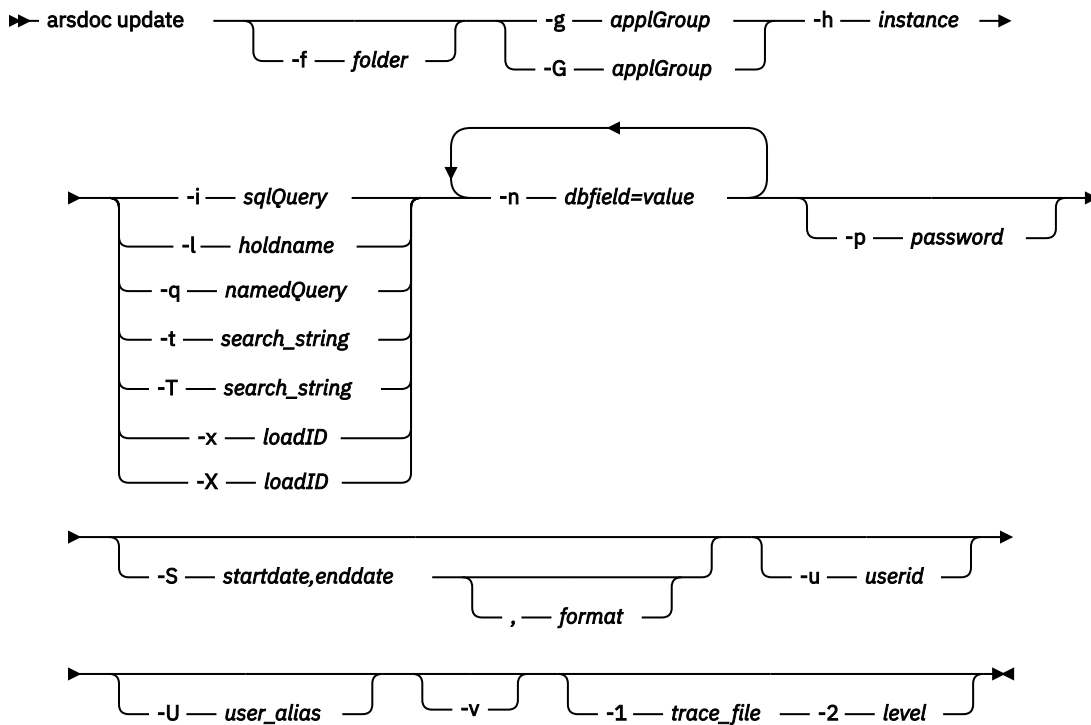 arsdoc update -g applGroup -h instance
-f folder -G applGroup
-i sqlQuery -n dbfield=value
-l holdname -p password
-q namedQuery
-t search_string
-T search_string
-x loadID
-X loadID
-S startdate,enddate -u userid
, format
-U user_alias -v -1 trace_file -2 level